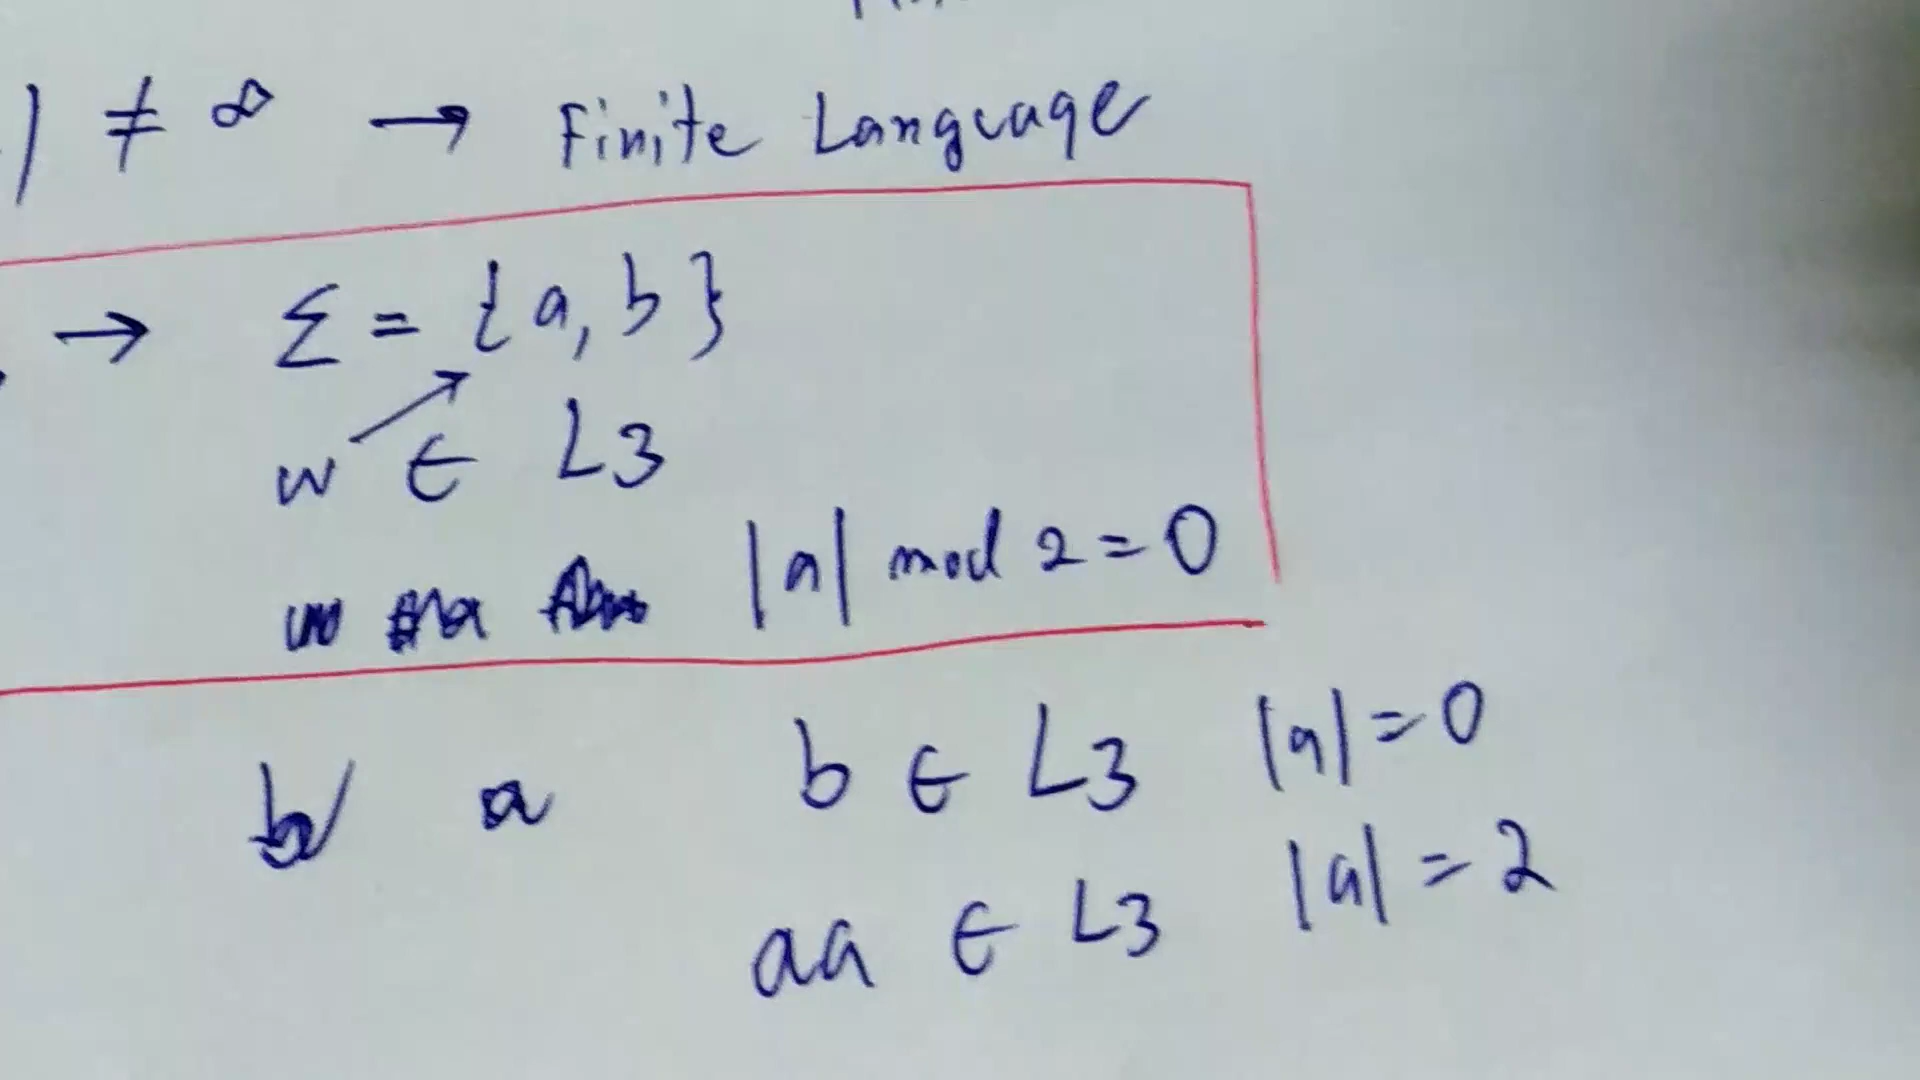 | ≠ ∞ → Finite Language
→ Σ = {a, b}
w ∈ L3
|a| mod 2 = 0
b a b ∈ L3 |a| = 0
aa ∈ L3 |a| = 2